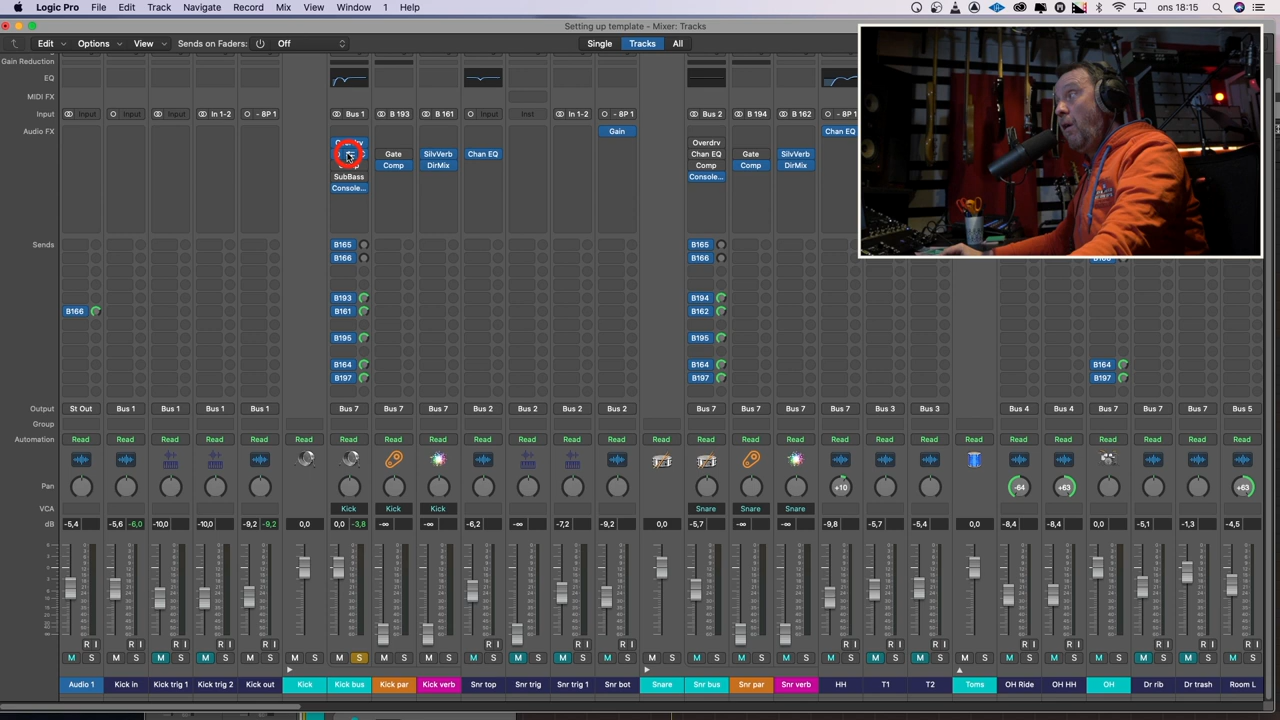 Logic Pro File Edit Track Navigate Record Mix View Window 1 Help ons 18:15
Setting up template - Mixer: Tracks
Edit Options View Sends on Faders: Off Single Tracks All
Gain Reduction
EQ
MIDI FX
Input Input Input Input In 1-2 - 8P 1 Bus 1 B 193 B 161 Input Inst In 1-2 - 8P 1 Bus 2 B 194 B 162 - 8P 1
Audio FX Gain Chan EQ
Overdrv
Gate SilvVerb Chan EQ Chan EQ Gate SilvVerb
Comp DirMix Comp Comp DirMix
SubBass Console...
Console...
Sends B165 B165
B166 B166
B193 B194
B166 B161 B162
B195 B195
B164 B164 B164
B197 B197 B197
Output St Out Bus 1 Bus 1 Bus 1 Bus 1 Bus 7 Bus 7 Bus 7 Bus 2 Bus 2 Bus 2 Bus 2 Bus 7 Bus 7 Bus 7 Bus 7 Bus 3 Bus 3 Bus 4 Bus 4 Bus 7 Bus 7 Bus 7 Bus 5
Group
Automation Read Read Read Read Read Read Read Read Read Read Read Read Read Read Read Read Read Read Read Read Read Read Read Read Read Read Read
Pan +10 -64 +63 +63
VCA Kick Kick Kick Snare Snare Snare
dB -5,4 -5,6 -6,0 -10,0 -10,0 -9,2 -9,2 0,0 0,0 -3,8 -∞ -∞ -6,2 -∞ -7,2 -9,2 0,0 -5,7 -∞ -∞ -9,8 -5,7 -5,4 0,0 -8,4 -8,4 0,0 -5,1 -1,3 -4,5
R I R I R I R I R I R I R I R I R I R I R I R I R I R I R I R I R I
M S M S M S M S M S M S M S M S M S M S M S M S M S M S M S M S M S M S M S M S M S M S M S M S M S M S M S
Audio 1 Kick in Kick trig 1 Kick trig 2 Kick out Kick Kick bus Kick par Kick verb Snr top Snr trig Snr trig 1 Snr bot Snare Snr bus Snr par Snr verb HH T1 T2 Toms OH Ride OH HH OH Dr rib Dr trash Room L